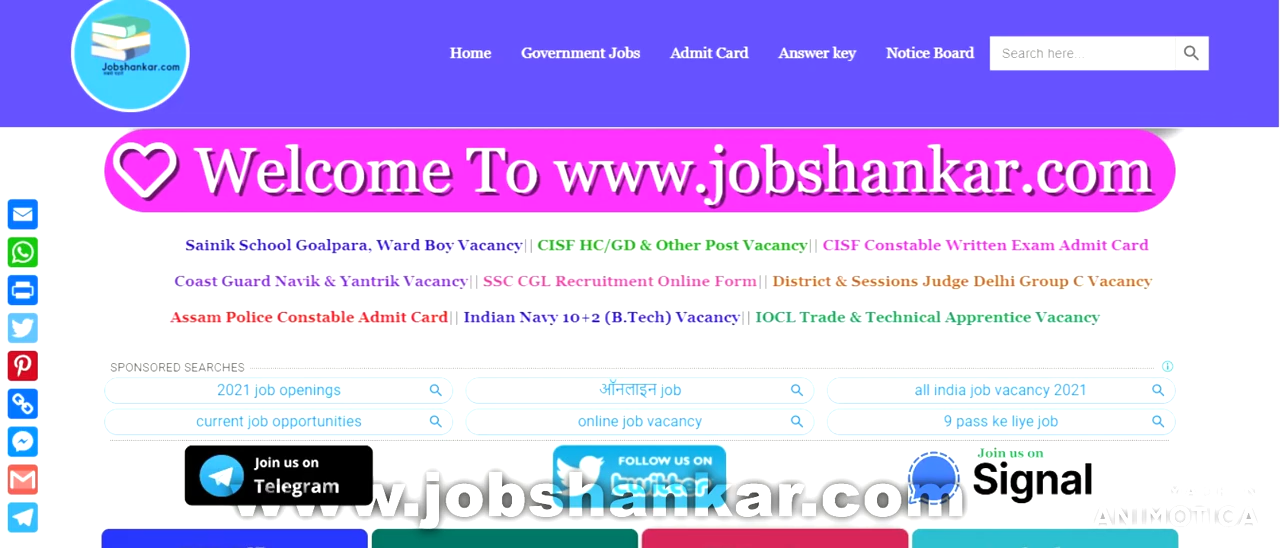 Jobshankar.com
Home Government Jobs Admit Card Answer key Notice Board Search here...
Welcome To www.jobshankar.com
Sainik School Goalpara, Ward Boy Vacancy|| CISF HC/GD & Other Post Vacancy|| CISF Constable Written Exam Admit Card
Coast Guard Navik & Yantrik Vacancy|| SSC CGL Recruitment Online Form|| District & Sessions Judge Delhi Group C Vacancy
Assam Police Constable Admit Card|| Indian Navy 10+2 (B.Tech) Vacancy|| IOCL Trade & Technical Apprentice Vacancy
SPONSORED SEARCHES
2021 job openings ऑनलाइन job all india job vacancy 2021
current job opportunities online job vacancy 9 pass ke liye job
Join us on
Telegram
FOLLOW US ON
twitter
Join us on
Signal
www.jobshankar.com
ANIMOTICA